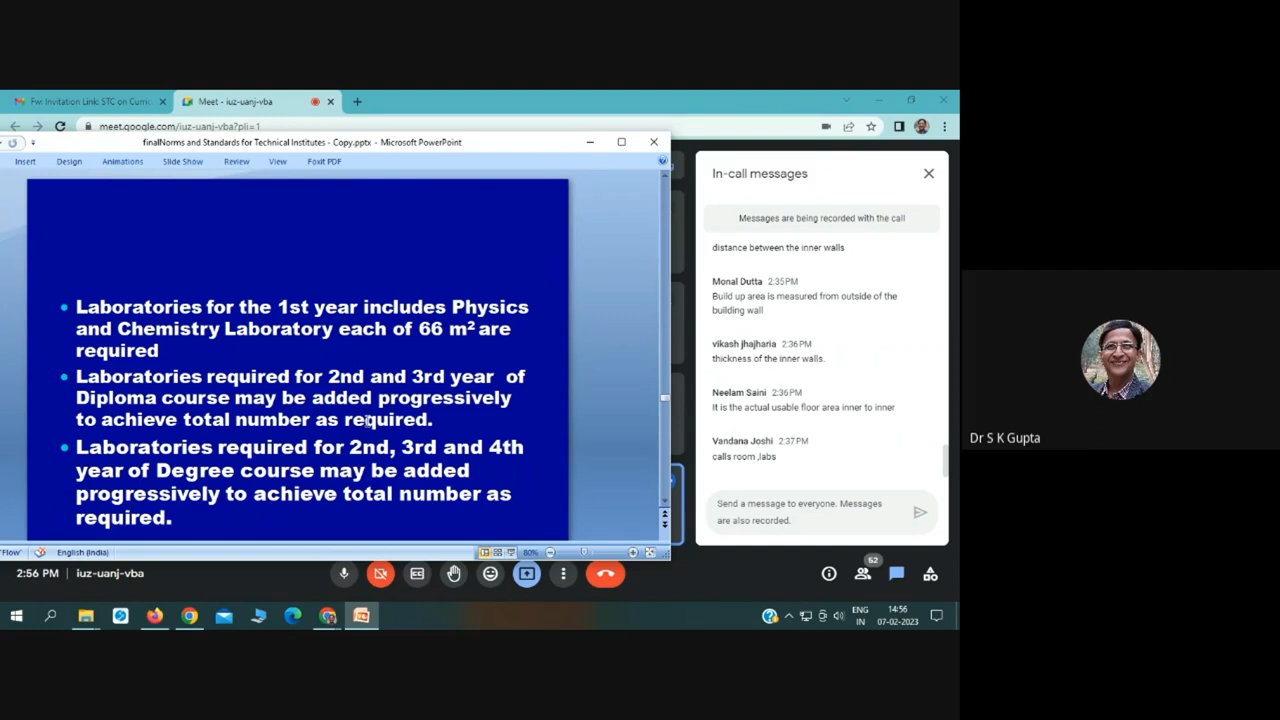 Fw: Invitation Link: STC on Curric
Meet - iuz-uanj-vba
meet.google.com/iuz-uanj-vba?pli=1
finalNorms and Standards for Technical Institutes - Copy.pptx - Microsoft PowerPoint
Insert Design Animations Slide Show Review View Foxit PDF
• Laboratories for the 1st year includes Physics
and Chemistry Laboratory each of 66 m² are
required
• Laboratories required for 2nd and 3rd year of
Diploma course may be added progressively
to achieve total number as required.
• Laboratories required for 2nd, 3rd and 4th
year of Degree course may be added
progressively to achieve total number as
required.
'Flow' English (India) 80%
In-call messages
Messages are being recorded with the call
distance between the inner walls
Monal Dutta 2:35PM
Build up area is measured from outside of the
building wall
vikash jhajharia 2:36PM
thickness of the inner walls.
Neelam Saini 2:36PM
It is the actual usable floor area inner to inner
Vandana Joshi 2:37PM
calls room ,labs
Send a message to everyone. Messages
are also recorded.
Dr S K Gupta
2:56 PM | iuz-uanj-vba
52
ENG
IN
14:56
07-02-2023